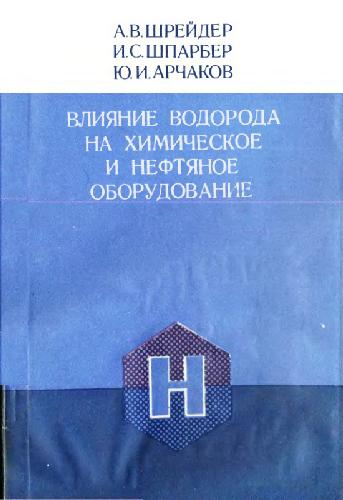 А.В.ШРЕЙДЕР
И.С.ШПАРБЕР
Ю.И.АРЧАКОВ
ВЛИЯНИЕ ВОДОРОДА
НА ХИМИЧЕСКОЕ
И НЕФТЯНОЕ
ОБОРУДОВАНИЕ
Н